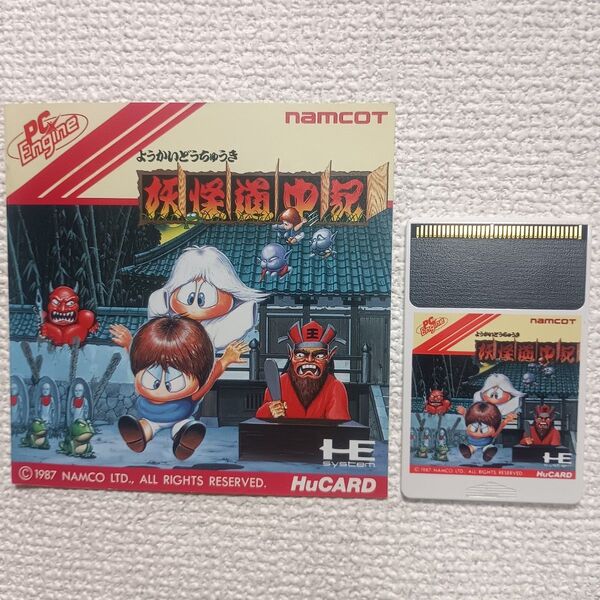 PC Engine
namcoT
ようかいどうちゅうき
妖怪道中記
王
HE
system
©1987 NAMCO LTD., ALL RIGHTS RESERVED.
HuCARD
PC Engine
namcoT
ようかいどうちゅうき
妖怪道中記
HE
© 1987 NAMCO LTD., ALL RIGHTS RESERVED.
HuCARD